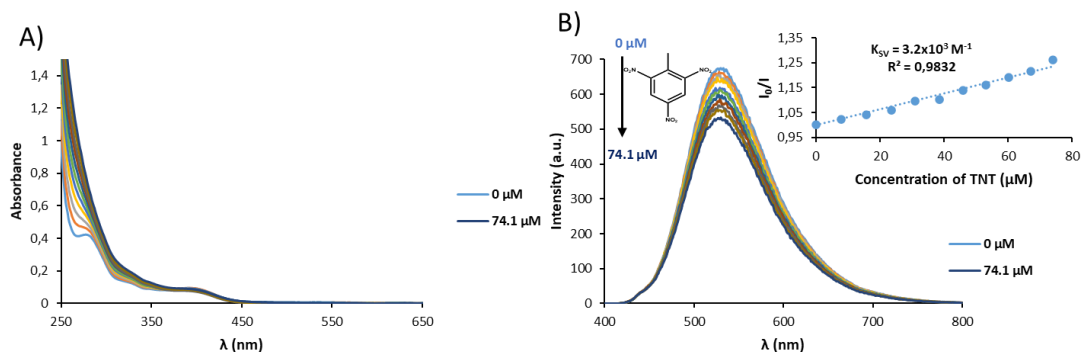 A)
Absorbance
1,4
1,2
1
0,8
0,6
0,4
0,2
0
250
350
450
550
650
λ (nm)
0 µM
74.1 µM
B)
Intensity (a.u.)
700
600
500
400
300
200
100
0
400
500
600
700
800
λ (nm)
0 µM
74.1 µM
O₂N
NO₂
NO₂
I₀/I
1,35
1,25
1,15
1,05
0,95
K_SV = 3.2x10³ M⁻¹
R² = 0,9832
0
20
40
60
80
Concentration of TNT (µM)
0 µM
74.1 µM